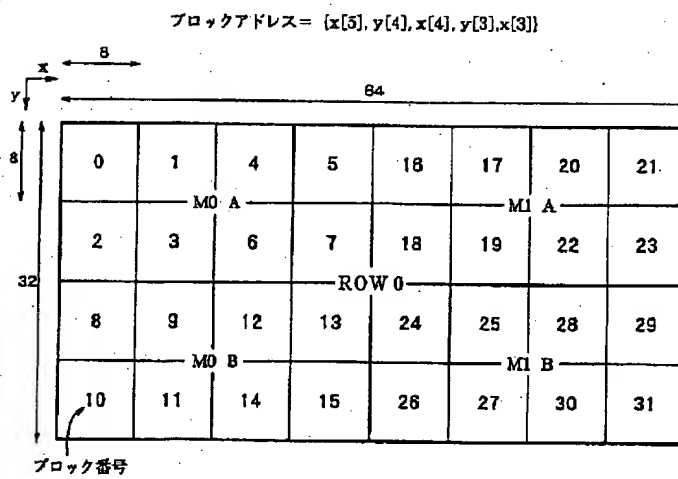 ブロックアドレス= {x[5], y[4], x[4], y[3],x[3]}
8
x
y
64
8
0 1 4 5 16 17 20 21
M0 A M1 A
2 3 6 7 18 19 22 23
32
ROW 0
8 9 12 13 24 25 28 29
M0 B M1 B
10 11 14 15 26 27 30 31
ブロック番号